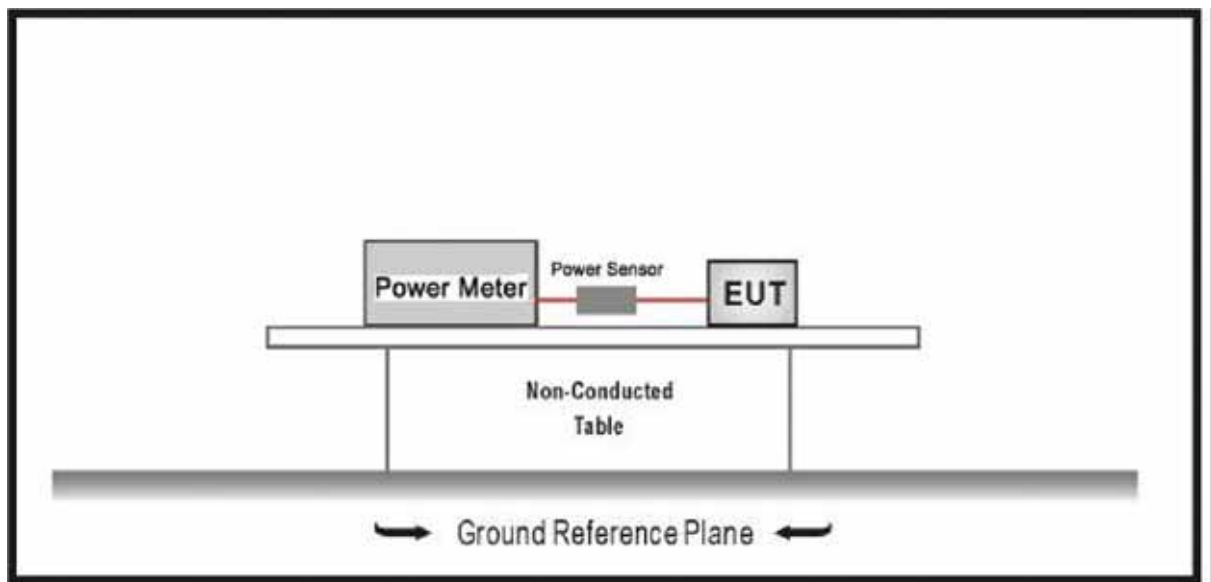 Power Sensor
Power Meter
EUT
Non-Conducted
Table
Ground Reference Plane